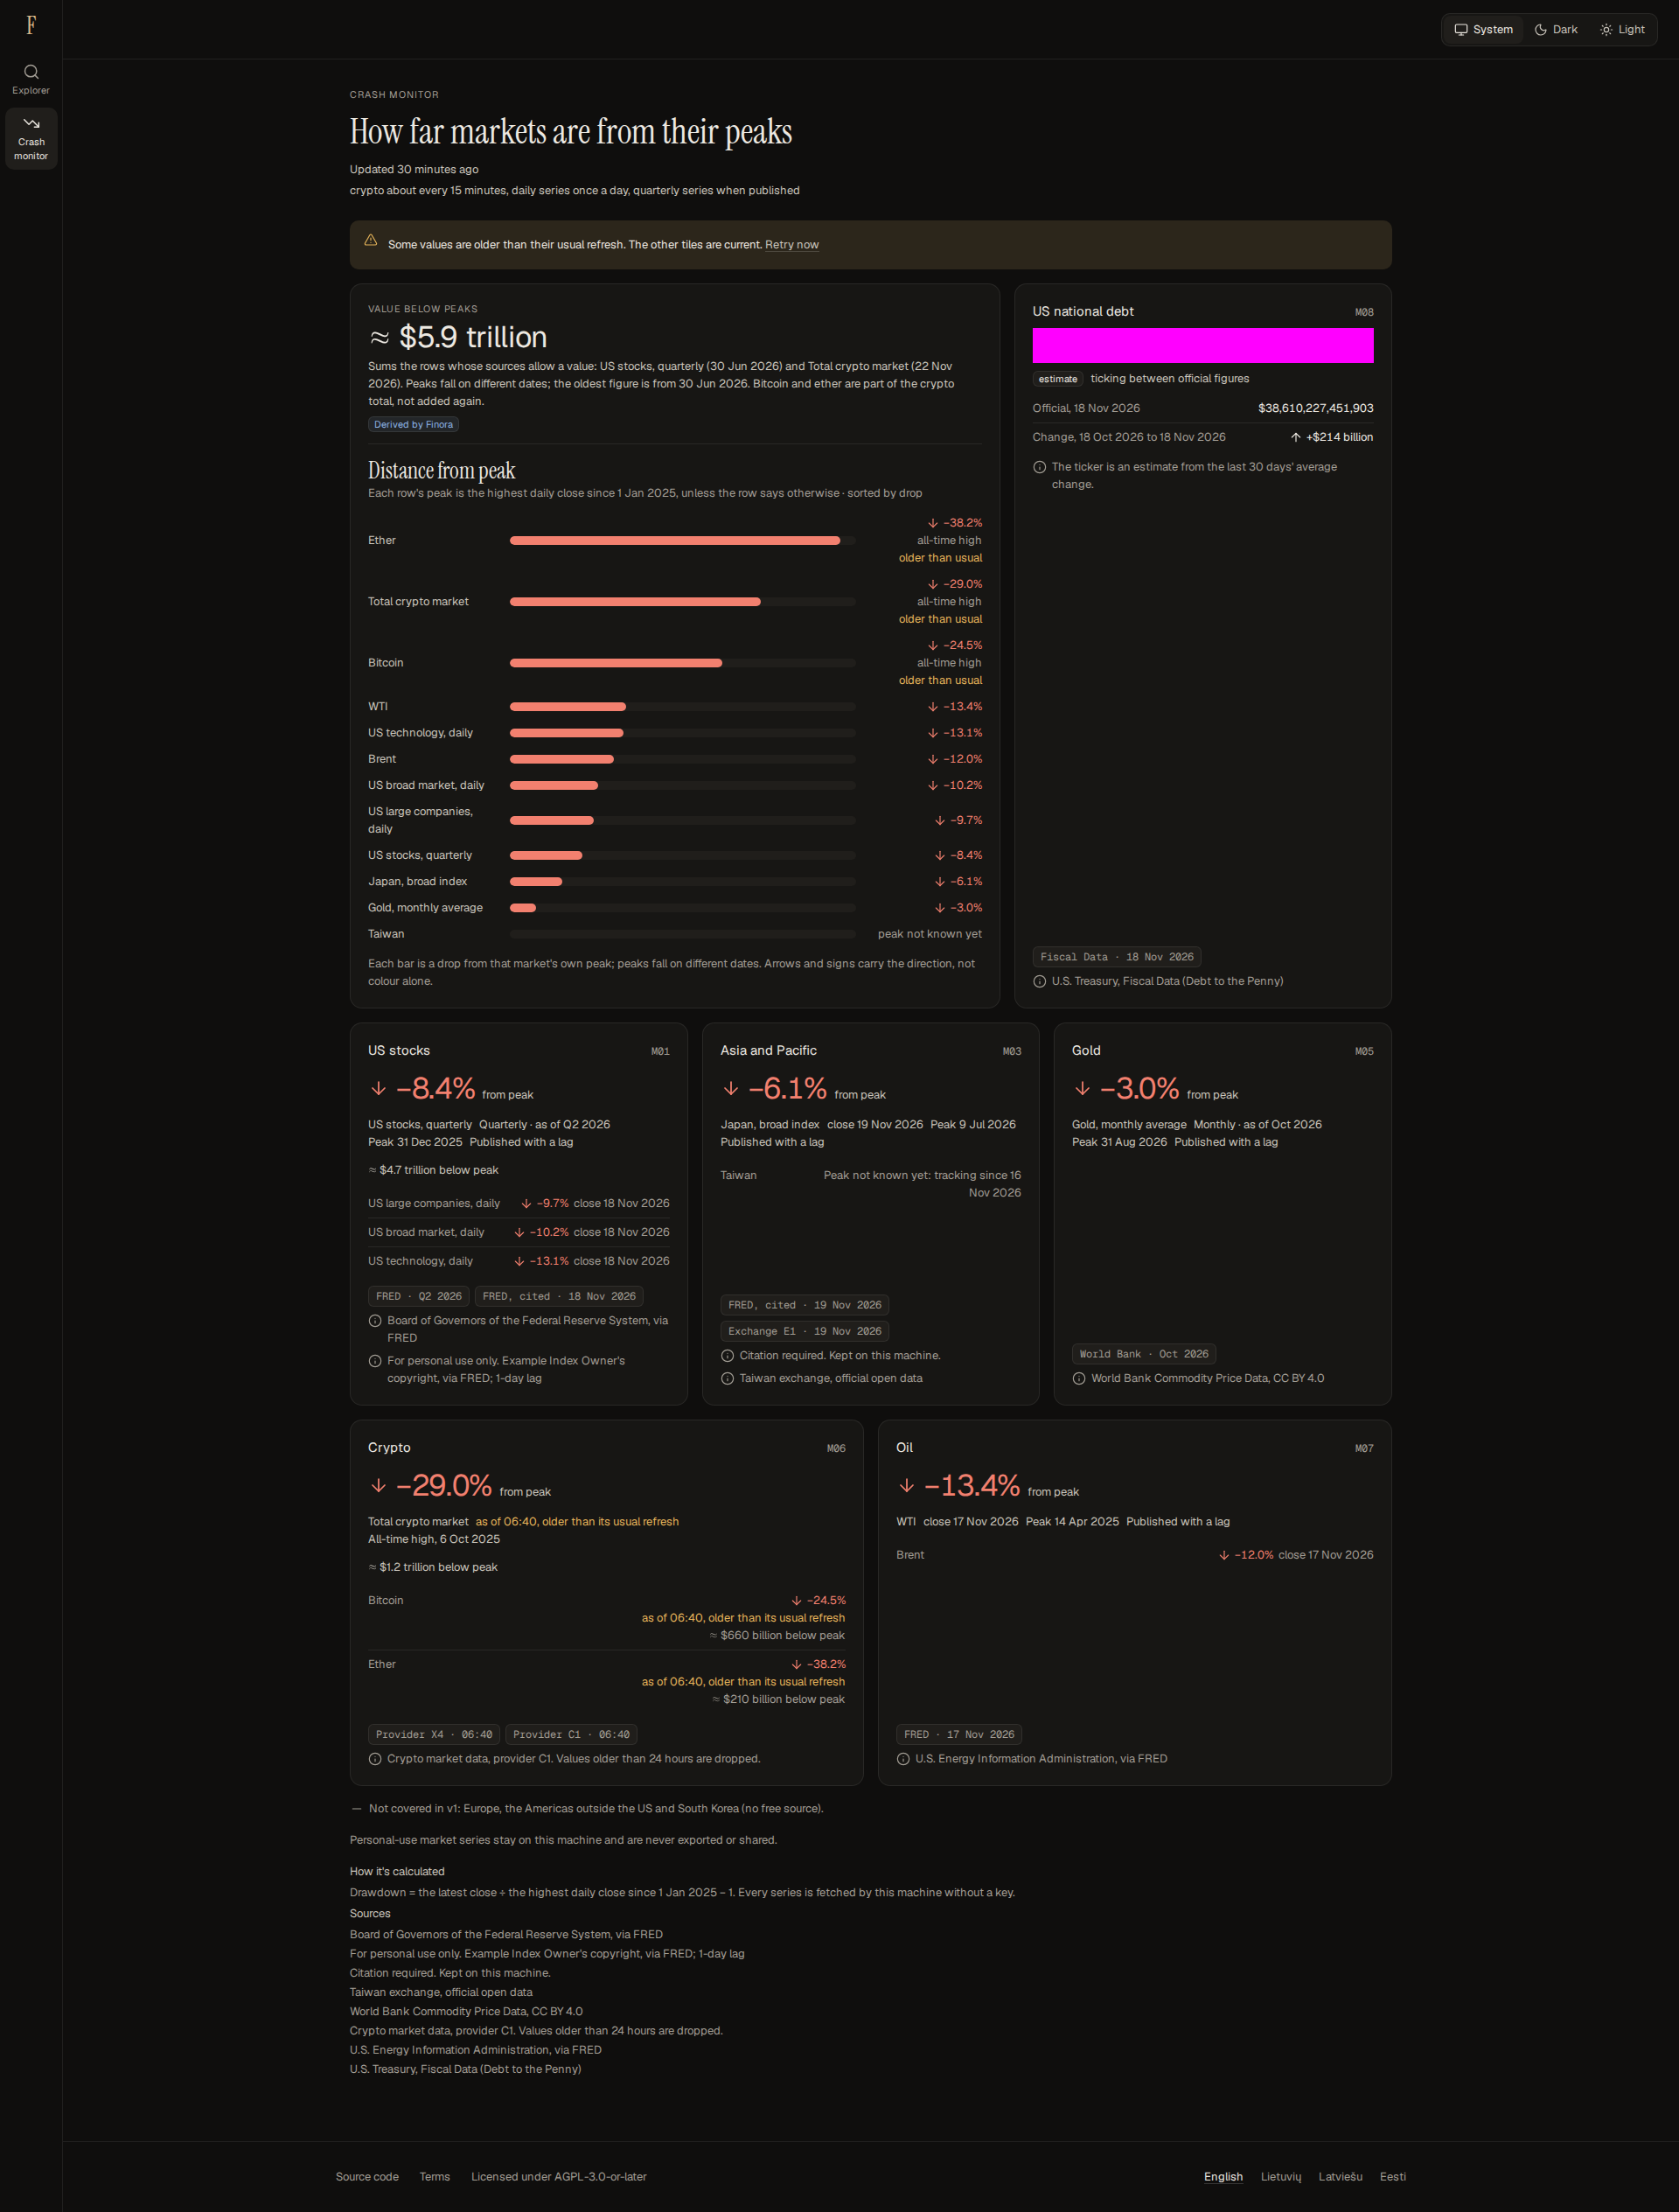 F
Explorer
Crash
monitor
System
Dark
Light
CRASH MONITOR
How far markets are from their peaks
Updated 30 minutes ago
crypto about every 15 minutes, daily series once a day, quarterly series when published
Some values are older than their usual refresh. The other tiles are current. Retry now
VALUE BELOW PEAKS
≈ $5.9 trillion
Sums the rows whose sources allow a value: US stocks, quarterly (30 Jun 2026) and Total crypto market (22 Nov
2026). Peaks fall on different dates; the oldest figure is from 30 Jun 2026. Bitcoin and ether are part of the crypto
total, not added again.
Derived by Finora
Distance from peak
Each row's peak is the highest daily close since 1 Jan 2025, unless the row says otherwise · sorted by drop
Ether
↓ −38.2%
all-time high
older than usual
Total crypto market
↓ −29.0%
all-time high
older than usual
Bitcoin
↓ −24.5%
all-time high
older than usual
WTI ↓ −13.4%
US technology, daily ↓ −13.1%
Brent ↓ −12.0%
US broad market, daily ↓ −10.2%
US large companies,
daily
↓ −9.7%
US stocks, quarterly ↓ −8.4%
Japan, broad index ↓ −6.1%
Gold, monthly average ↓ −3.0%
Taiwan peak not known yet
Each bar is a drop from that market's own peak; peaks fall on different dates. Arrows and signs carry the direction, not
colour alone.
US national debt M08
estimate ticking between official figures
Official, 18 Nov 2026 $38,610,227,451,903
Change, 18 Oct 2026 to 18 Nov 2026 ↑ +$214 billion
The ticker is an estimate from the last 30 days' average
change.
Fiscal Data · 18 Nov 2026
U.S. Treasury, Fiscal Data (Debt to the Penny)
US stocks M01
↓ −8.4% from peak
US stocks, quarterly Quarterly · as of Q2 2026
Peak 31 Dec 2025 Published with a lag
≈ $4.7 trillion below peak
US large companies, daily ↓ −9.7% close 18 Nov 2026
US broad market, daily ↓ −10.2% close 18 Nov 2026
US technology, daily ↓ −13.1% close 18 Nov 2026
FRED · Q2 2026 FRED, cited · 18 Nov 2026
Board of Governors of the Federal Reserve System, via
FRED
For personal use only. Example Index Owner's
copyright, via FRED; 1-day lag
Asia and Pacific M03
↓ −6.1% from peak
Japan, broad index close 19 Nov 2026 Peak 9 Jul 2026
Published with a lag
Taiwan Peak not known yet: tracking since 16
Nov 2026
FRED, cited · 19 Nov 2026
Exchange E1 · 19 Nov 2026
Citation required. Kept on this machine.
Taiwan exchange, official open data
Gold M05
↓ −3.0% from peak
Gold, monthly average Monthly · as of Oct 2026
Peak 31 Aug 2026 Published with a lag
World Bank · Oct 2026
World Bank Commodity Price Data, CC BY 4.0
Crypto M06
↓ −29.0% from peak
Total crypto market as of 06:40, older than its usual refresh
All-time high, 6 Oct 2025
≈ $1.2 trillion below peak
Bitcoin ↓ −24.5%
as of 06:40, older than its usual refresh
≈ $660 billion below peak
Ether ↓ −38.2%
as of 06:40, older than its usual refresh
≈ $210 billion below peak
Provider X4 · 06:40 Provider C1 · 06:40
Crypto market data, provider C1. Values older than 24 hours are dropped.
Oil M07
↓ −13.4% from peak
WTI close 17 Nov 2026 Peak 14 Apr 2025 Published with a lag
Brent ↓ −12.0% close 17 Nov 2026
FRED · 17 Nov 2026
U.S. Energy Information Administration, via FRED
— Not covered in v1: Europe, the Americas outside the US and South Korea (no free source).
Personal-use market series stay on this machine and are never exported or shared.
How it's calculated
Drawdown = the latest close ÷ the highest daily close since 1 Jan 2025 − 1. Every series is fetched by this machine without a key.
Sources
Board of Governors of the Federal Reserve System, via FRED
For personal use only. Example Index Owner's copyright, via FRED; 1-day lag
Citation required. Kept on this machine.
Taiwan exchange, official open data
World Bank Commodity Price Data, CC BY 4.0
Crypto market data, provider C1. Values older than 24 hours are dropped.
U.S. Energy Information Administration, via FRED
U.S. Treasury, Fiscal Data (Debt to the Penny)
Source code Terms Licensed under AGPL-3.0-or-later
English Lietuvių Latviešu Eesti